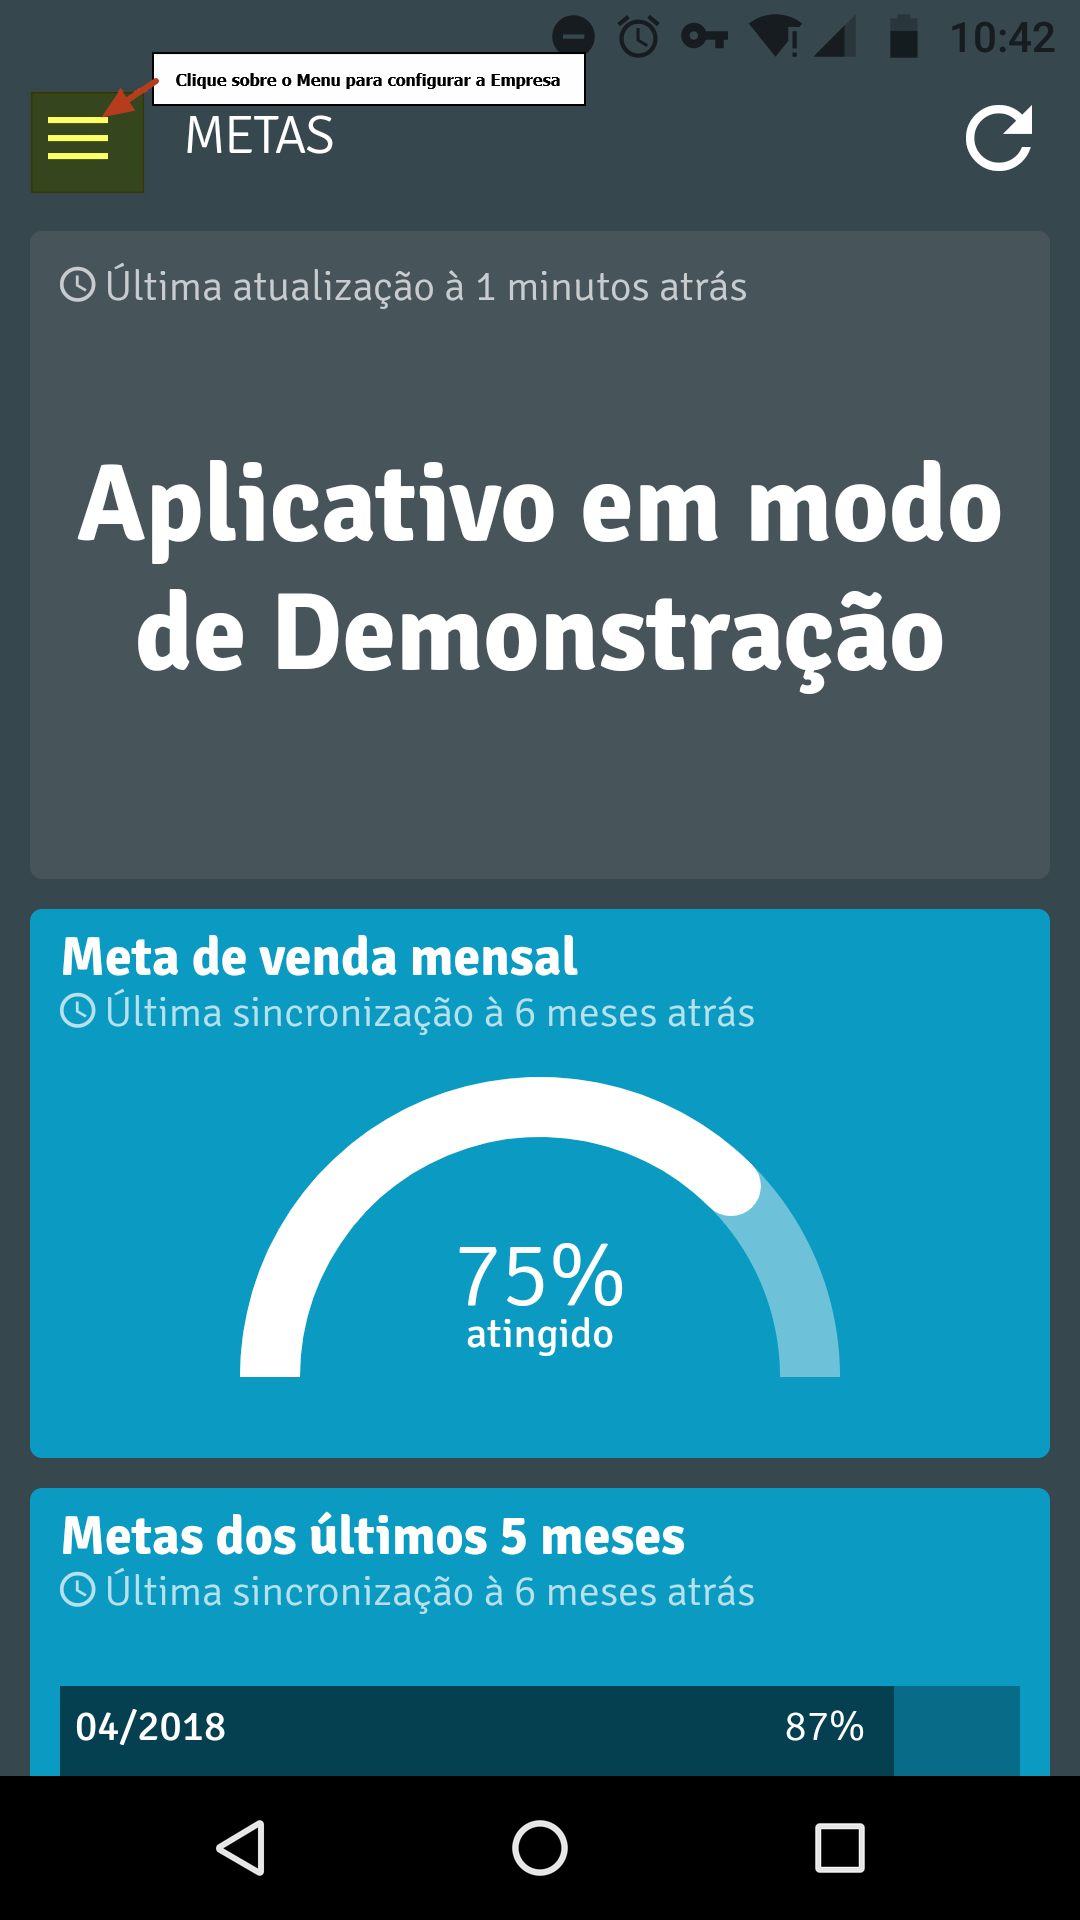 10:42
Clique sobre o Menu para configurar a Empresa
METAS
Última atualização à 1 minutos atrás
Aplicativo em modo
de Demonstração
Meta de venda mensal
Última sincronização à 6 meses atrás
75%
atingido
Metas dos últimos 5 meses
Última sincronização à 6 meses atrás
04/2018 87%